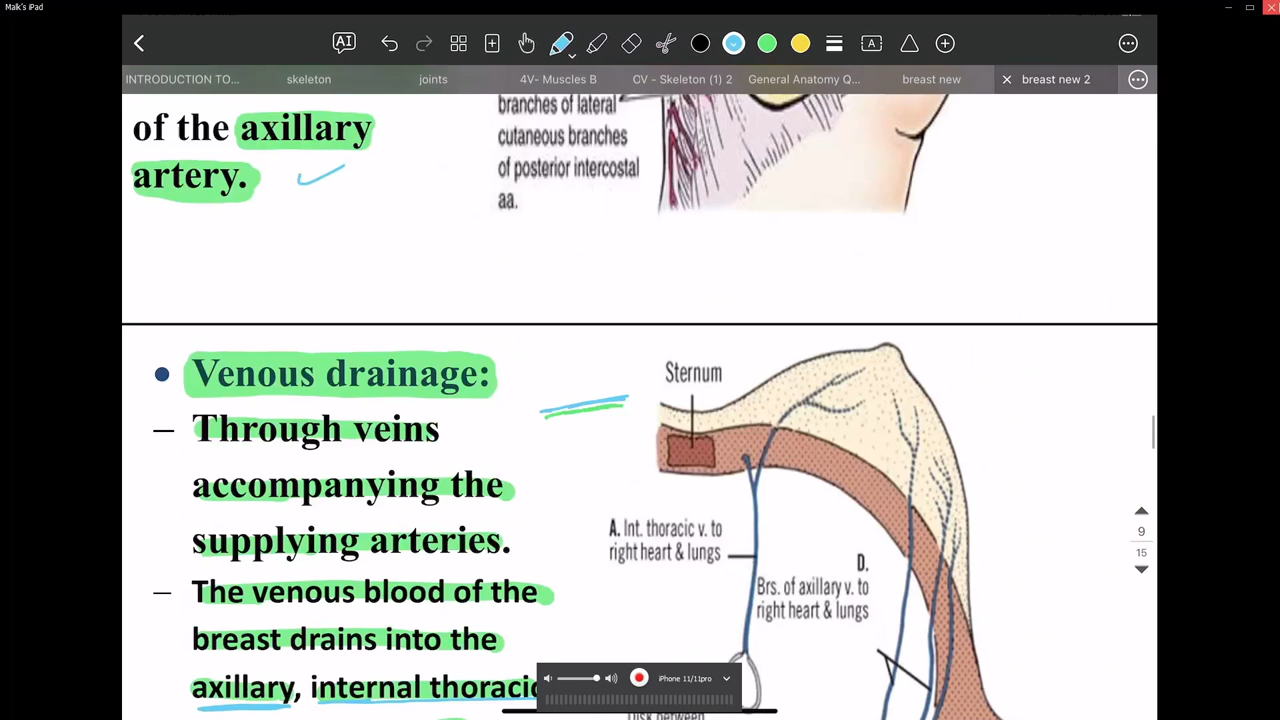 Malk's iPad
AI
A
INTRODUCTION TO...
skeleton
joints
4V- Muscles B
CV - Skeleton (1) 2
General Anatomy Q...
breast new
breast new 2
of the axillary
artery.
branches of lateral
cutaneous branches
of posterior intercostal
aa.
• Venous drainage:
– Through veins
accompanying the
supplying arteries.
– The venous blood of the
breast drains into the
axillary, internal thoracic
Sternum
A. Int. thoracic v. to
right heart & lungs
D.
Brs. of axillary v. to
right heart & lungs
Disk between
9
15
iPhone 11/11pro